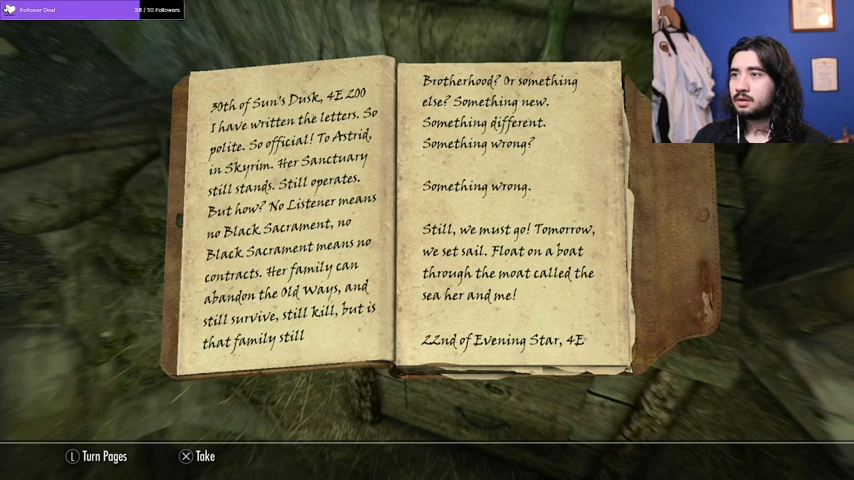 Follower Goal
38 / 50 Followers
30th of Sun's Dusk, 4E 200
I have written the letters. So
polite. So official! To Astrid,
in Skyrim. Her Sanctuary
still stands. Still operates.
But how? No Listener means
no Black Sacrament, no
Black Sacrament means no
contracts. Her family can
abandon the Old Ways, and
still survive, still kill, but is
that family still
Brotherhood? Or something
else? Something new.
Something different.
Something wrong?
Something wrong.
Still, we must go! Tomorrow,
we set sail. Float on a boat
through the moat called the
sea her and me!
22nd of Evening Star, 4E
L Turn Pages
X Take